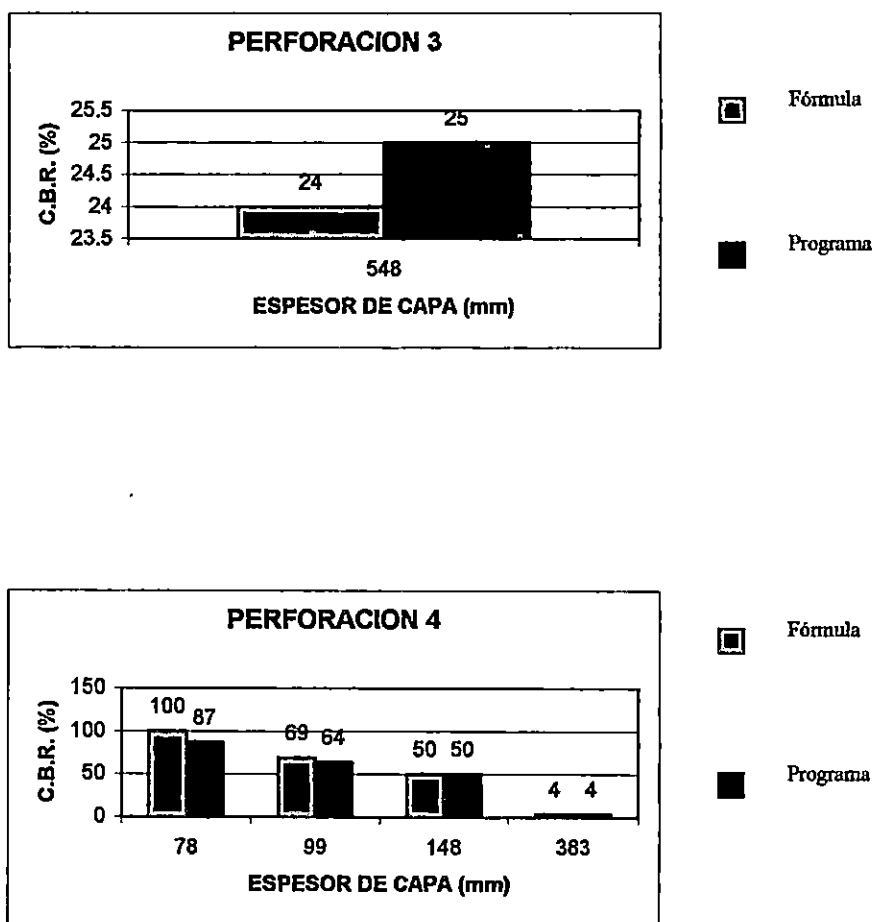 PERFORACION 3
C.B.R. (%)
25.5
25
24.5
24
23.5
24
25
548
ESPESOR DE CAPA (mm)
Fórmula
Programa
PERFORACION 4
C.B.R. (%)
150
100
50
0
100 87
69 64
50 50
4 4
78 99 148 383
ESPESOR DE CAPA (mm)
Fórmula
Programa